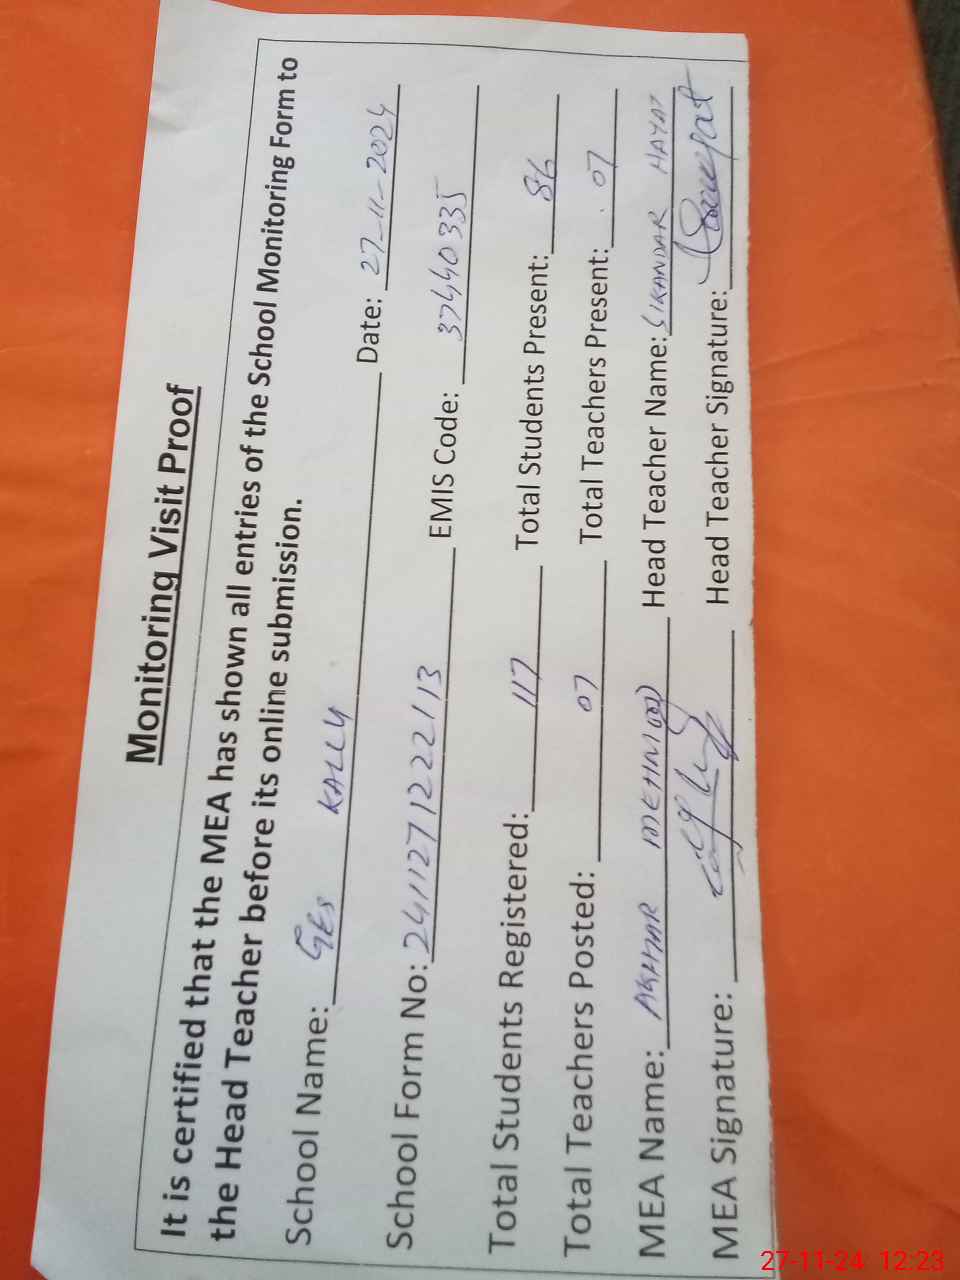 Monitoring Visit Proof
It is certified that the MEA has shown all entries of the School Monitoring Form to
the Head Teacher before its online submission.
School Name: GES KALLY Date: 27-11-2024
School Form No: 2411271222113 EMIS Code: 37440335
Total Students Registered: 117 Total Students Present: 86
Total Teachers Posted: 07 Total Teachers Present: 07
MEA Name: AKHTAR MEHMOOD Head Teacher Name: SIKANDAR HAYAT
MEA Signature: Head Teacher Signature:
27-11-24 12:23